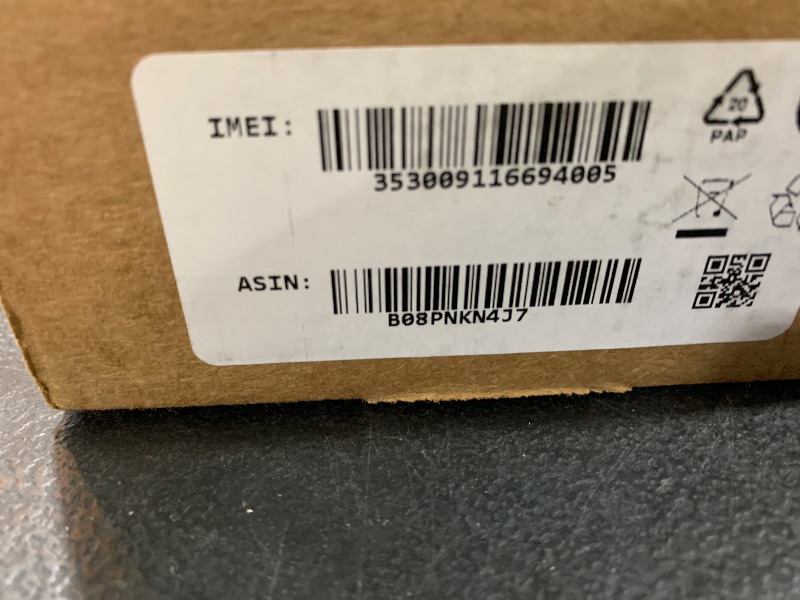 IMEI:
353009116694005
20
PAP
ASIN:
B08PNKN4J7